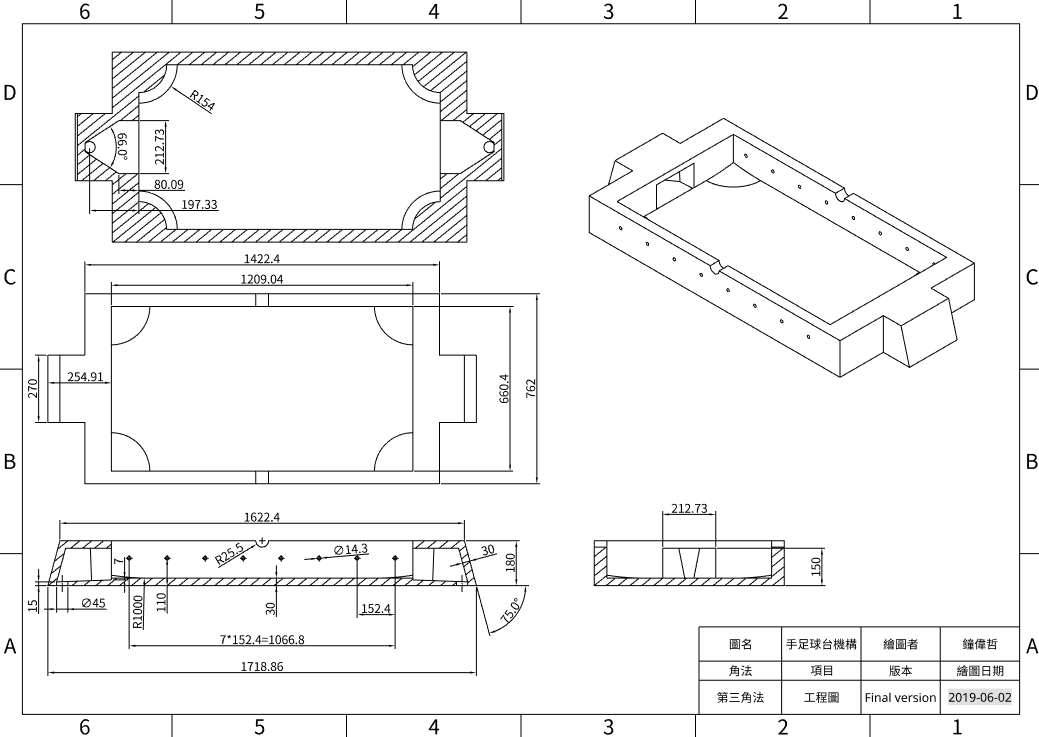 6 5 4 3 2 1
D D
R154
66.0°
212.73
80.09
197.33
C C
1422.4
1209.04
254.91
270
660.4
762
B B
1622.4
212.73
R25.5
Ø14.3
30
7
180
150
15
Ø45
R1000
110
30
152.4
75.0°
7*152.4=1066.8
1718.86
A A
圖名 手足球台機構 繪圖者 鐘偉哲
角法 項目 版本 繪圖日期
第三角法 工程圖 Final version 2019-06-02
6 5 4 3 2 1